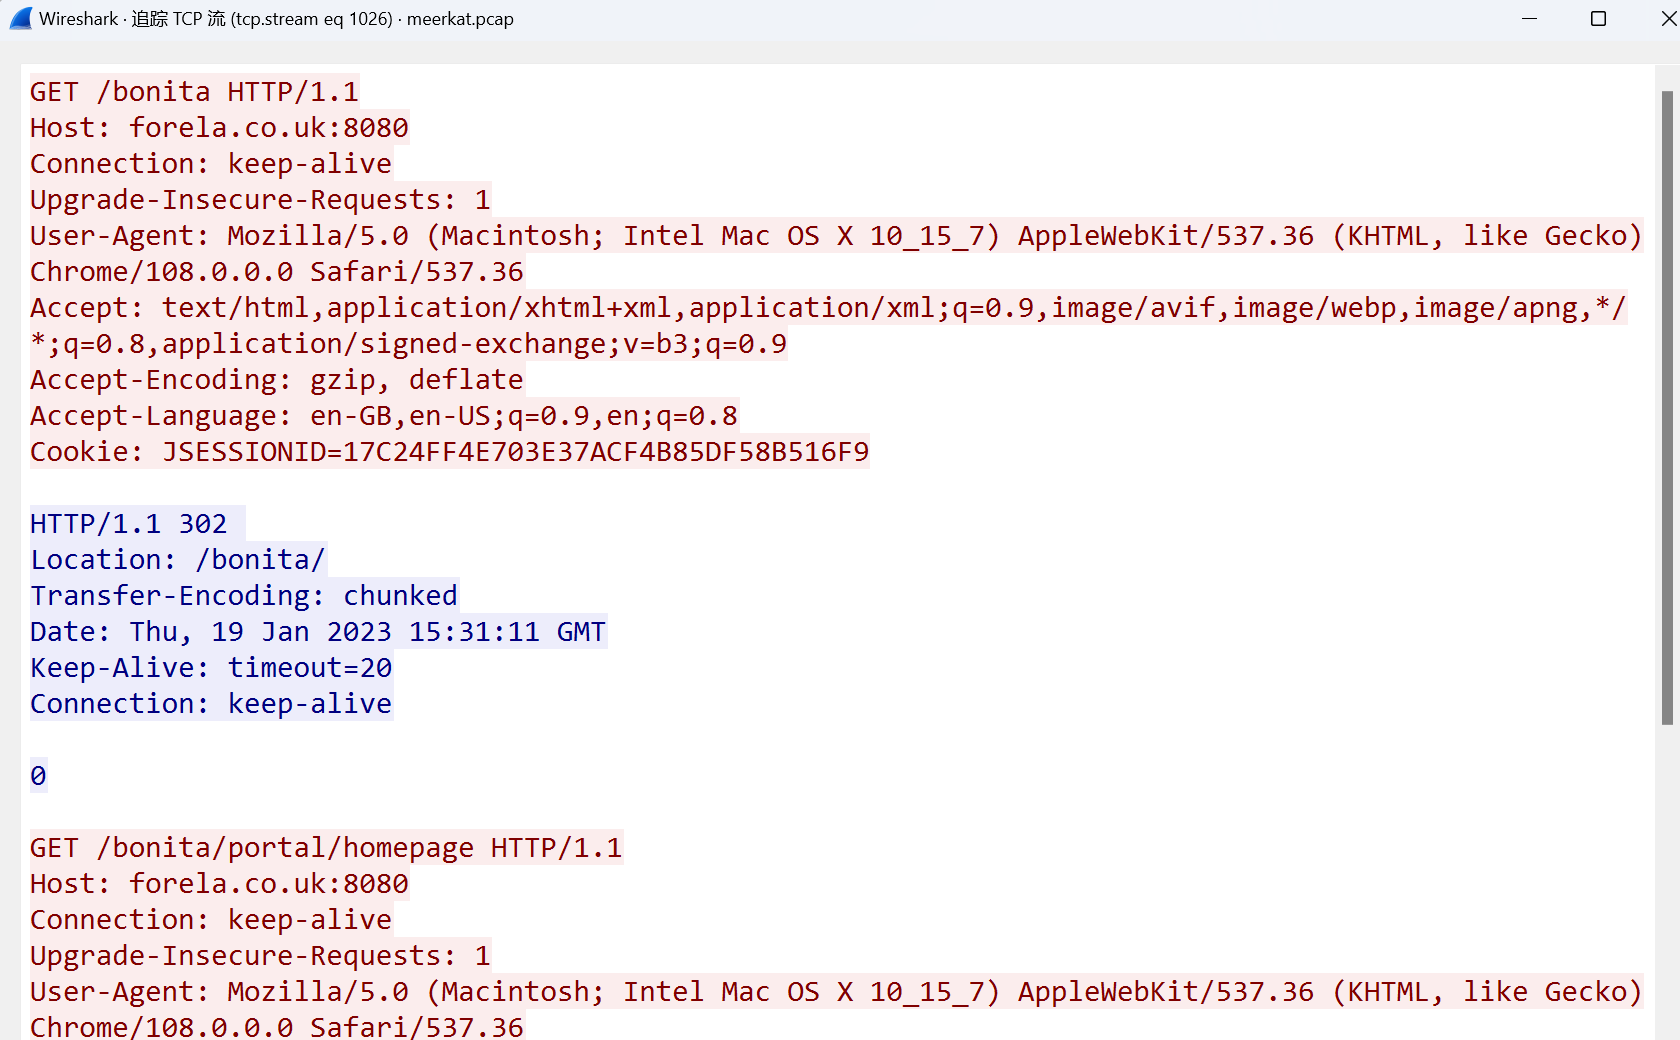 Wireshark · 追踪 TCP 流 (tcp.stream eq 1026) · meerkat.pcap
GET /bonita HTTP/1.1
Host: forela.co.uk:8080
Connection: keep-alive
Upgrade-Insecure-Requests: 1
User-Agent: Mozilla/5.0 (Macintosh; Intel Mac OS X 10_15_7) AppleWebKit/537.36 (KHTML, like Gecko)
Chrome/108.0.0.0 Safari/537.36
Accept: text/html,application/xhtml+xml,application/xml;q=0.9,image/avif,image/webp,image/apng,*/
*;q=0.8,application/signed-exchange;v=b3;q=0.9
Accept-Encoding: gzip, deflate
Accept-Language: en-GB,en-US;q=0.9,en;q=0.8
Cookie: JSESSIONID=17C24FF4E703E37ACF4B85DF58B516F9
HTTP/1.1 302
Location: /bonita/
Transfer-Encoding: chunked
Date: Thu, 19 Jan 2023 15:31:11 GMT
Keep-Alive: timeout=20
Connection: keep-alive
0
GET /bonita/portal/homepage HTTP/1.1
Host: forela.co.uk:8080
Connection: keep-alive
Upgrade-Insecure-Requests: 1
User-Agent: Mozilla/5.0 (Macintosh; Intel Mac OS X 10_15_7) AppleWebKit/537.36 (KHTML, like Gecko)
Chrome/108.0.0.0 Safari/537.36